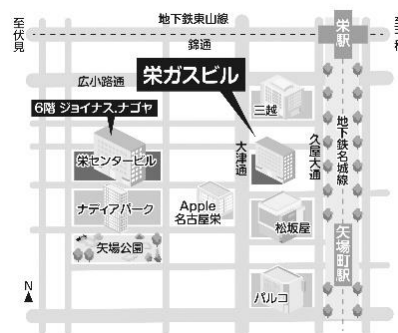 地下鉄東山線
至伏見
錦通
栄駅
広小路通
栄ガスビル
三越
6階 ジョイナス.ナゴヤ
栄センタービル
大津通
久屋大通
地下鉄名城線
ナディアパーク
Apple
名古屋栄
松坂屋
矢場公園
矢場町駅
パルコ
N